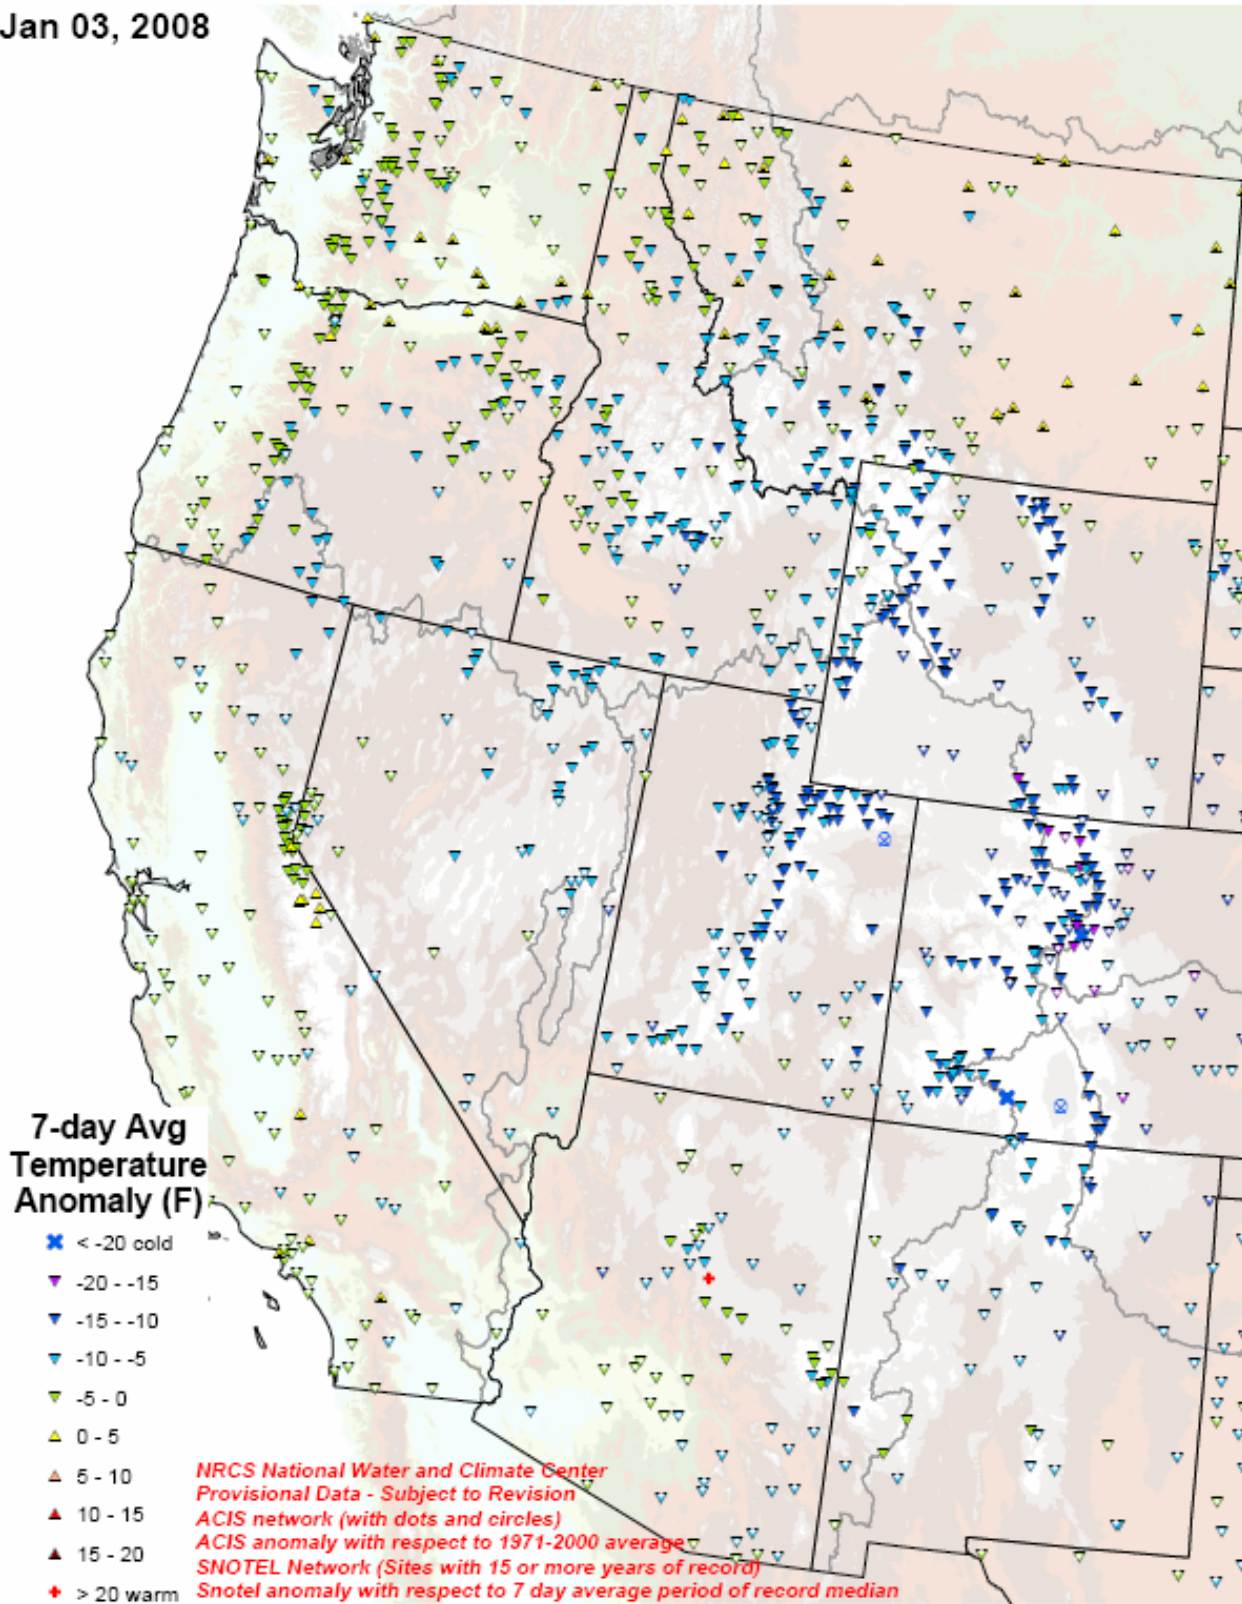 Jan 03, 2008
7-day Avg
Temperature
Anomaly (F)
< -20 cold
-20 - -15
-15 - -10
-10 - -5
-5 - 0
0 - 5
5 - 10
10 - 15
15 - 20
> 20 warm
NRCS National Water and Climate Center
Provisional Data - Subject to Revision
ACIS network (with dots and circles)
ACIS anomaly with respect to 1971-2000 average
SNOTEL Network (Sites with 15 or more years of record)
Snotel anomaly with respect to 7 day average period of record median